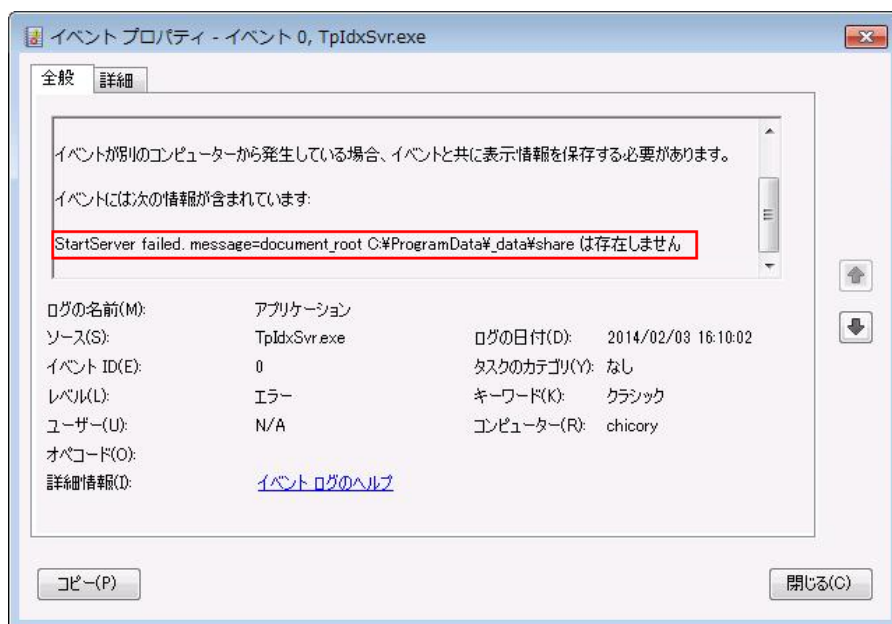 イベント プロパティ - イベント 0, TpIdxSvr.exe
全般 詳細
イベントが別のコンピューターから発生している場合、イベントと共に表示情報を保存する必要があります。
イベントには次の情報が含まれています:
StartServer failed. message=document_root C:¥ProgramData¥_data¥share は存在しません
ログの名前(M): アプリケーション
ソース(S): TpIdxSvr.exe ログの日付(D): 2014/02/03 16:10:02
イベント ID(E): 0 タスクのカテゴリ(Y): なし
レベル(L): エラー キーワード(K): クラシック
ユーザー(U): N/A コンピューター(R): chicory
オペコード(O):
詳細情報(I): イベント ログのヘルプ
コピー(P) 閉じる(C)